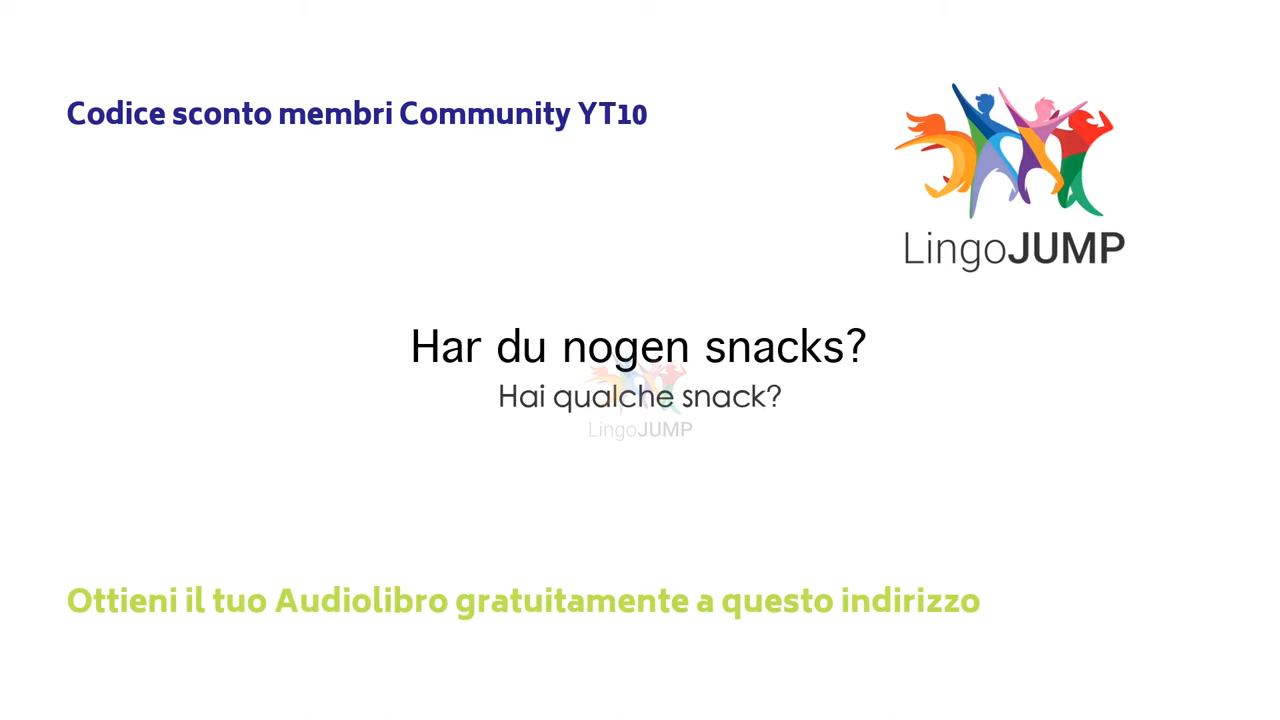 Codice sconto membri Community YT10
LingoJUMP
Har du nogen snacks?
Hai qualche snack?
LingoJUMP
Ottieni il tuo Audiolibro gratuitamente a questo indirizzo